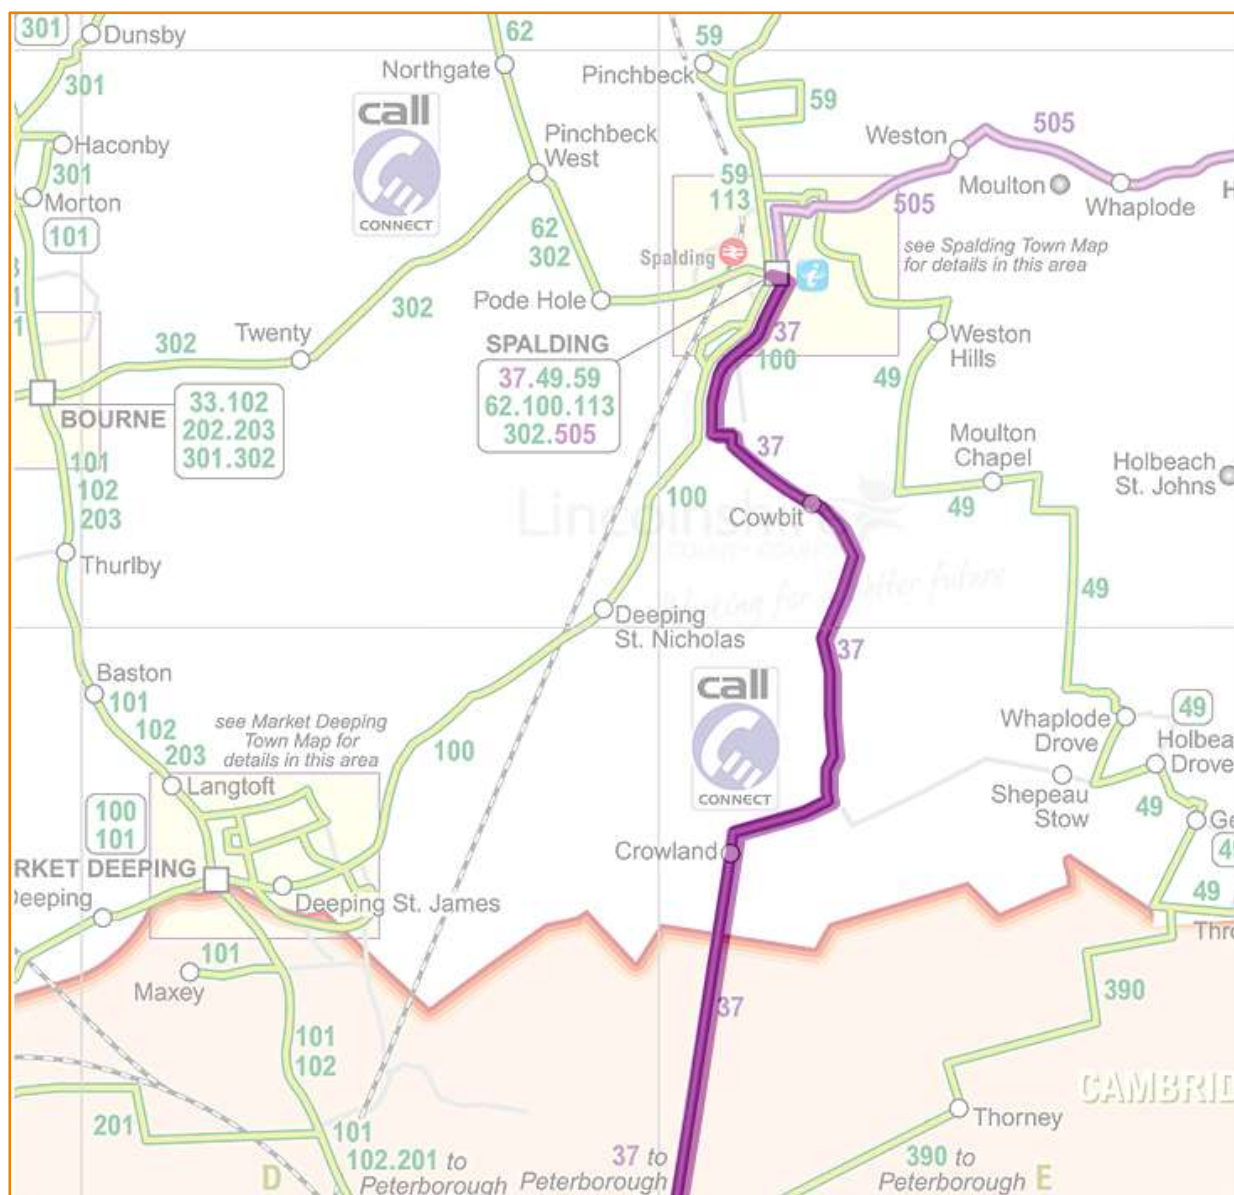 301
Dunsby
301
62
Northgate
59
Pinchbeck
59
call
CONNECT
Haconby
301
Morton
101
Pinchbeck
West
Weston
505
59
113
Moulton
Whaplode
505
62
302
see Spalding Town Map
for details in this area
Spalding
Pode Hole
302
Twenty
302
SPALDING
37.49.59
62.100.113
302.505
37
100
Weston
Hills
49
BOURNE
33.102
202.203
301.302
101
102
203
37
Moulton
Chapel
Holbeach
St. Johns
100
Cowbit
49
Thurlby
49
Deeping
St. Nicholas
37
Baston
101
102
203
see Market Deeping
Town Map for
details in this area
100
call
CONNECT
Whaplode
Drove
49
Holbea
Drove
Langtoft
Shepeau
Stow
49
Ge
100
101
RKET DEEPING
Crowland
Deeping
Deeping St. James
49
Thro
101
Maxey
37
390
101
102
CAMBRID
201
Thorney
101
102.201 to
Peterborough
37 to
Peterborough
390 to
Peterborough
D
E